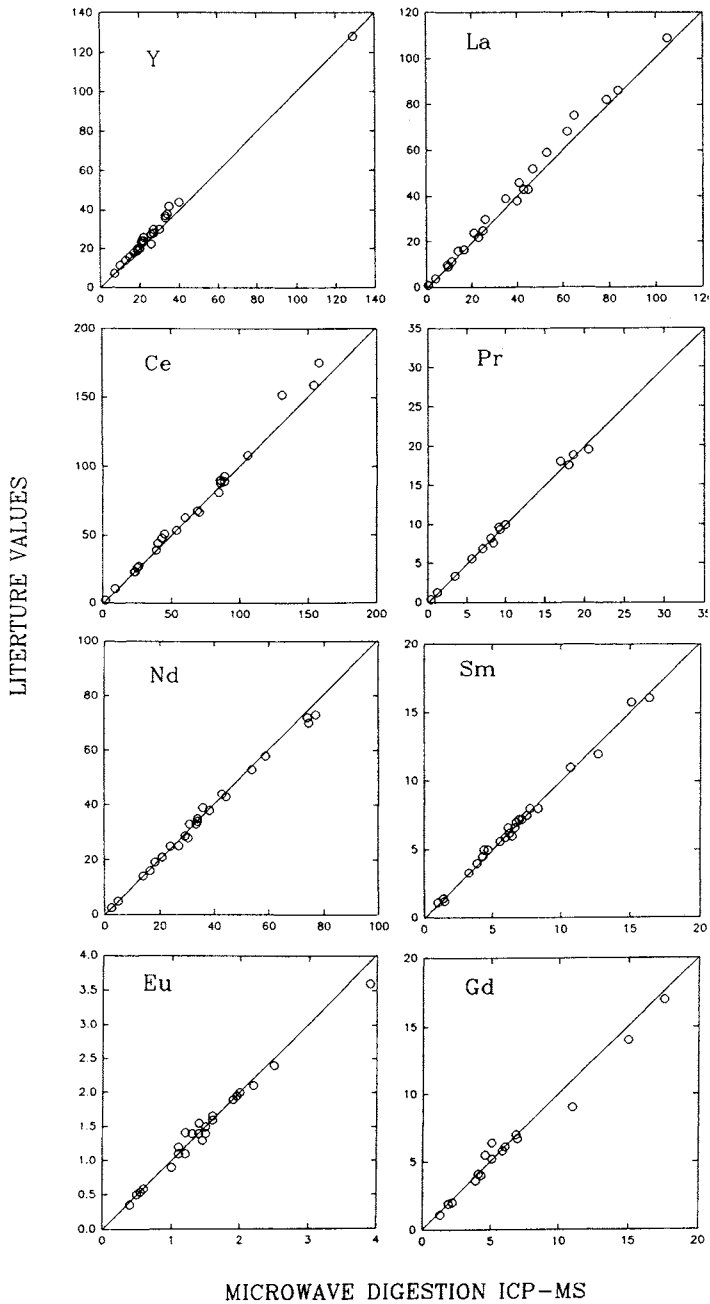 LITERTURE VALUES
Y
140
120
100
80
60
40
20
0
0 20 40 60 80 100 120 140
La
120
100
80
60
40
20
0
0 20 40 60 80 100 120
Ce
200
150
100
50
0
0 50 100 150 200
Pr
35
30
25
20
15
10
5
0
0 5 10 15 20 25 30 35
Nd
100
80
60
40
20
0
0 20 40 60 80 100
Sm
20
15
10
5
0
0 5 10 15 20
Eu
4.0
3.5
3.0
2.5
2.0
1.5
1.0
0.5
0.0
0 1 2 3 4
Gd
20
15
10
5
0
0 5 10 15 20
MICROWAVE DIGESTION ICP-MS